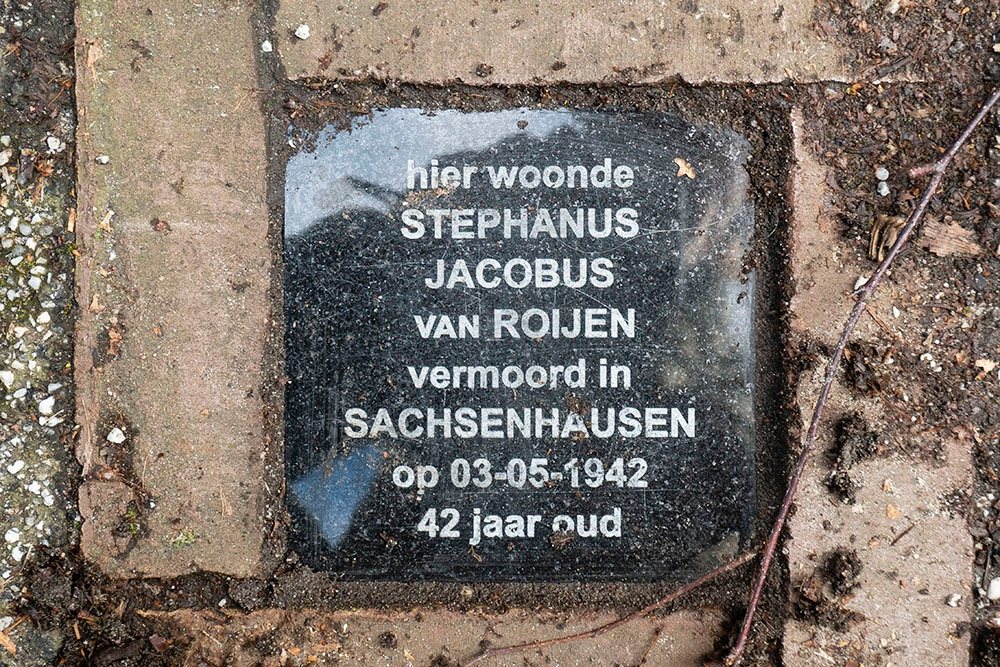 hier woonde
STEPHANUS
JACOBUS
VAN ROIJEN
vermoord in
SACHSENHAUSEN
op 03-05-1942
42 jaar oud